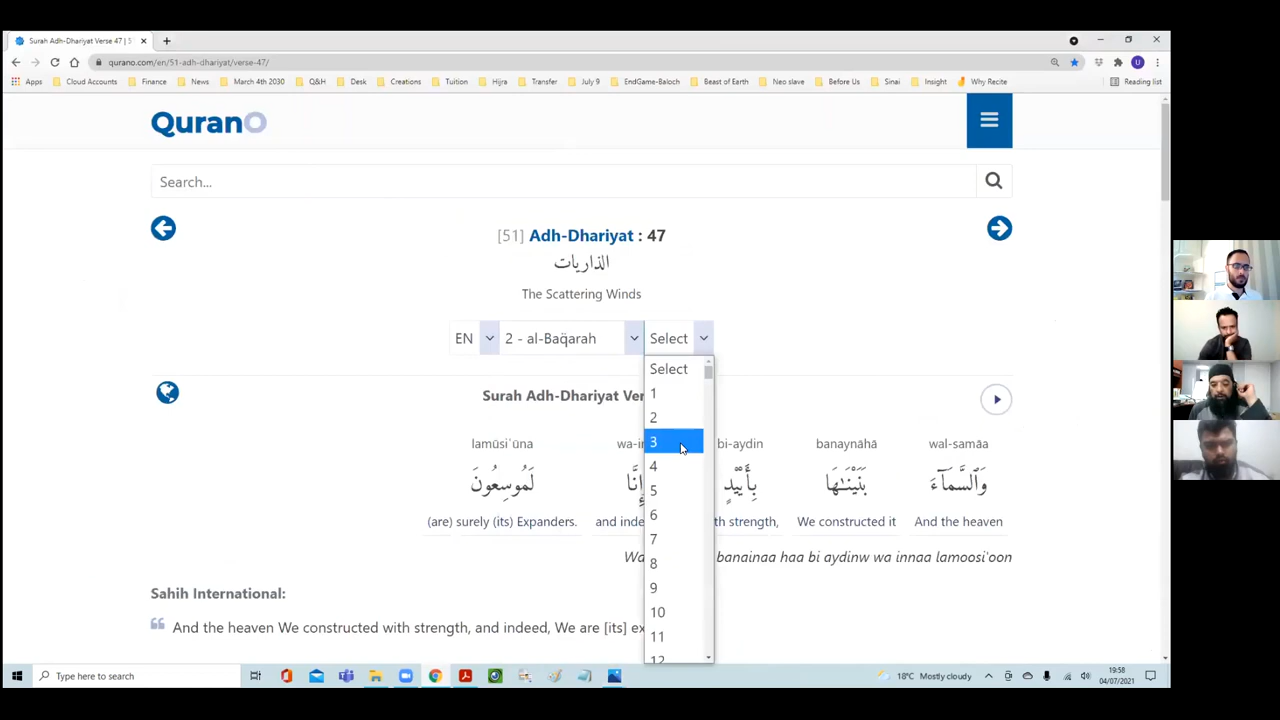 Surah Adh-Dhariyat Verse 47 | 5
qurano.com/en/51-adh-dhariyat/verse-47/
Apps Cloud Accounts Finance News March 4th 2030 Q&H Desk Creations Tuition Hijra Transfer July 9 EndGame-Baloch Beast of Earth Neo slave Before Us Sinai Insight Why Recite Reading list
QuranO
Search...
[51] Adh-Dhariyat : 47
الذاريات
The Scattering Winds
EN 2 - al-Baq̈arah Select
Select
1
2
3
4
5
6
7
8
9
10
11
12
Surah Adh-Dhariyat Ver
lamūsiʿūna wa-in bi-aydin banaynāhā wal-samāa
وَٱلسَّمَآءَ بَنَيْنَـٰهَا بِأَيْي۟دٍ وَإِنَّا لَمُوسِعُونَ
(are) surely (its) Expanders. and inde th strength, We constructed it And the heaven
Wa banainaa haa bi aydinw wa innaa lamoosi'oon
Sahih International:
And the heaven We constructed with strength, and indeed, We are [its] ex
Type here to search
18°C Mostly cloudy
19:58
04/07/2021